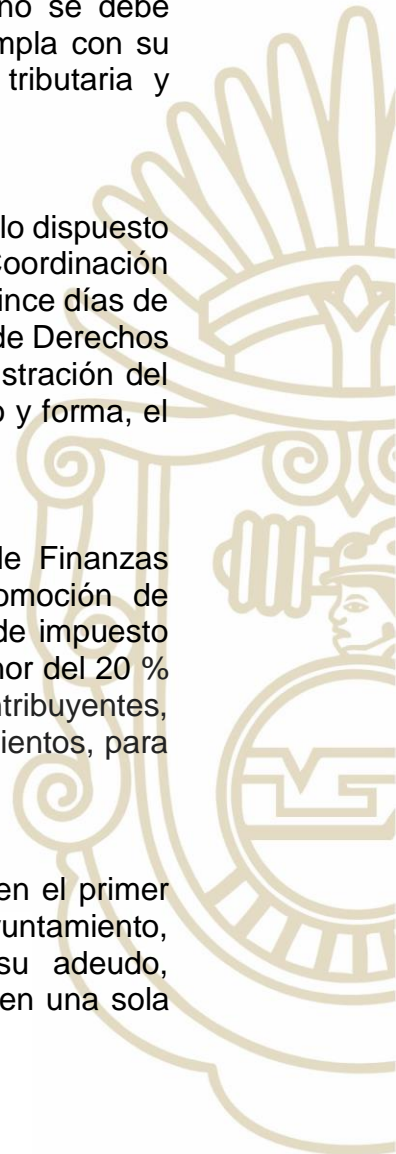 no se debe
mpla con su
tributaria y
lo dispuesto
Coordinación
ince días de
de Derechos
stración del
o y forma, el
de Finanzas
omoción de
de impuesto
nor del 20 %
ntribuyentes,
ientos, para
en el primer
yuntamiento,
su adeudo,
en una sola